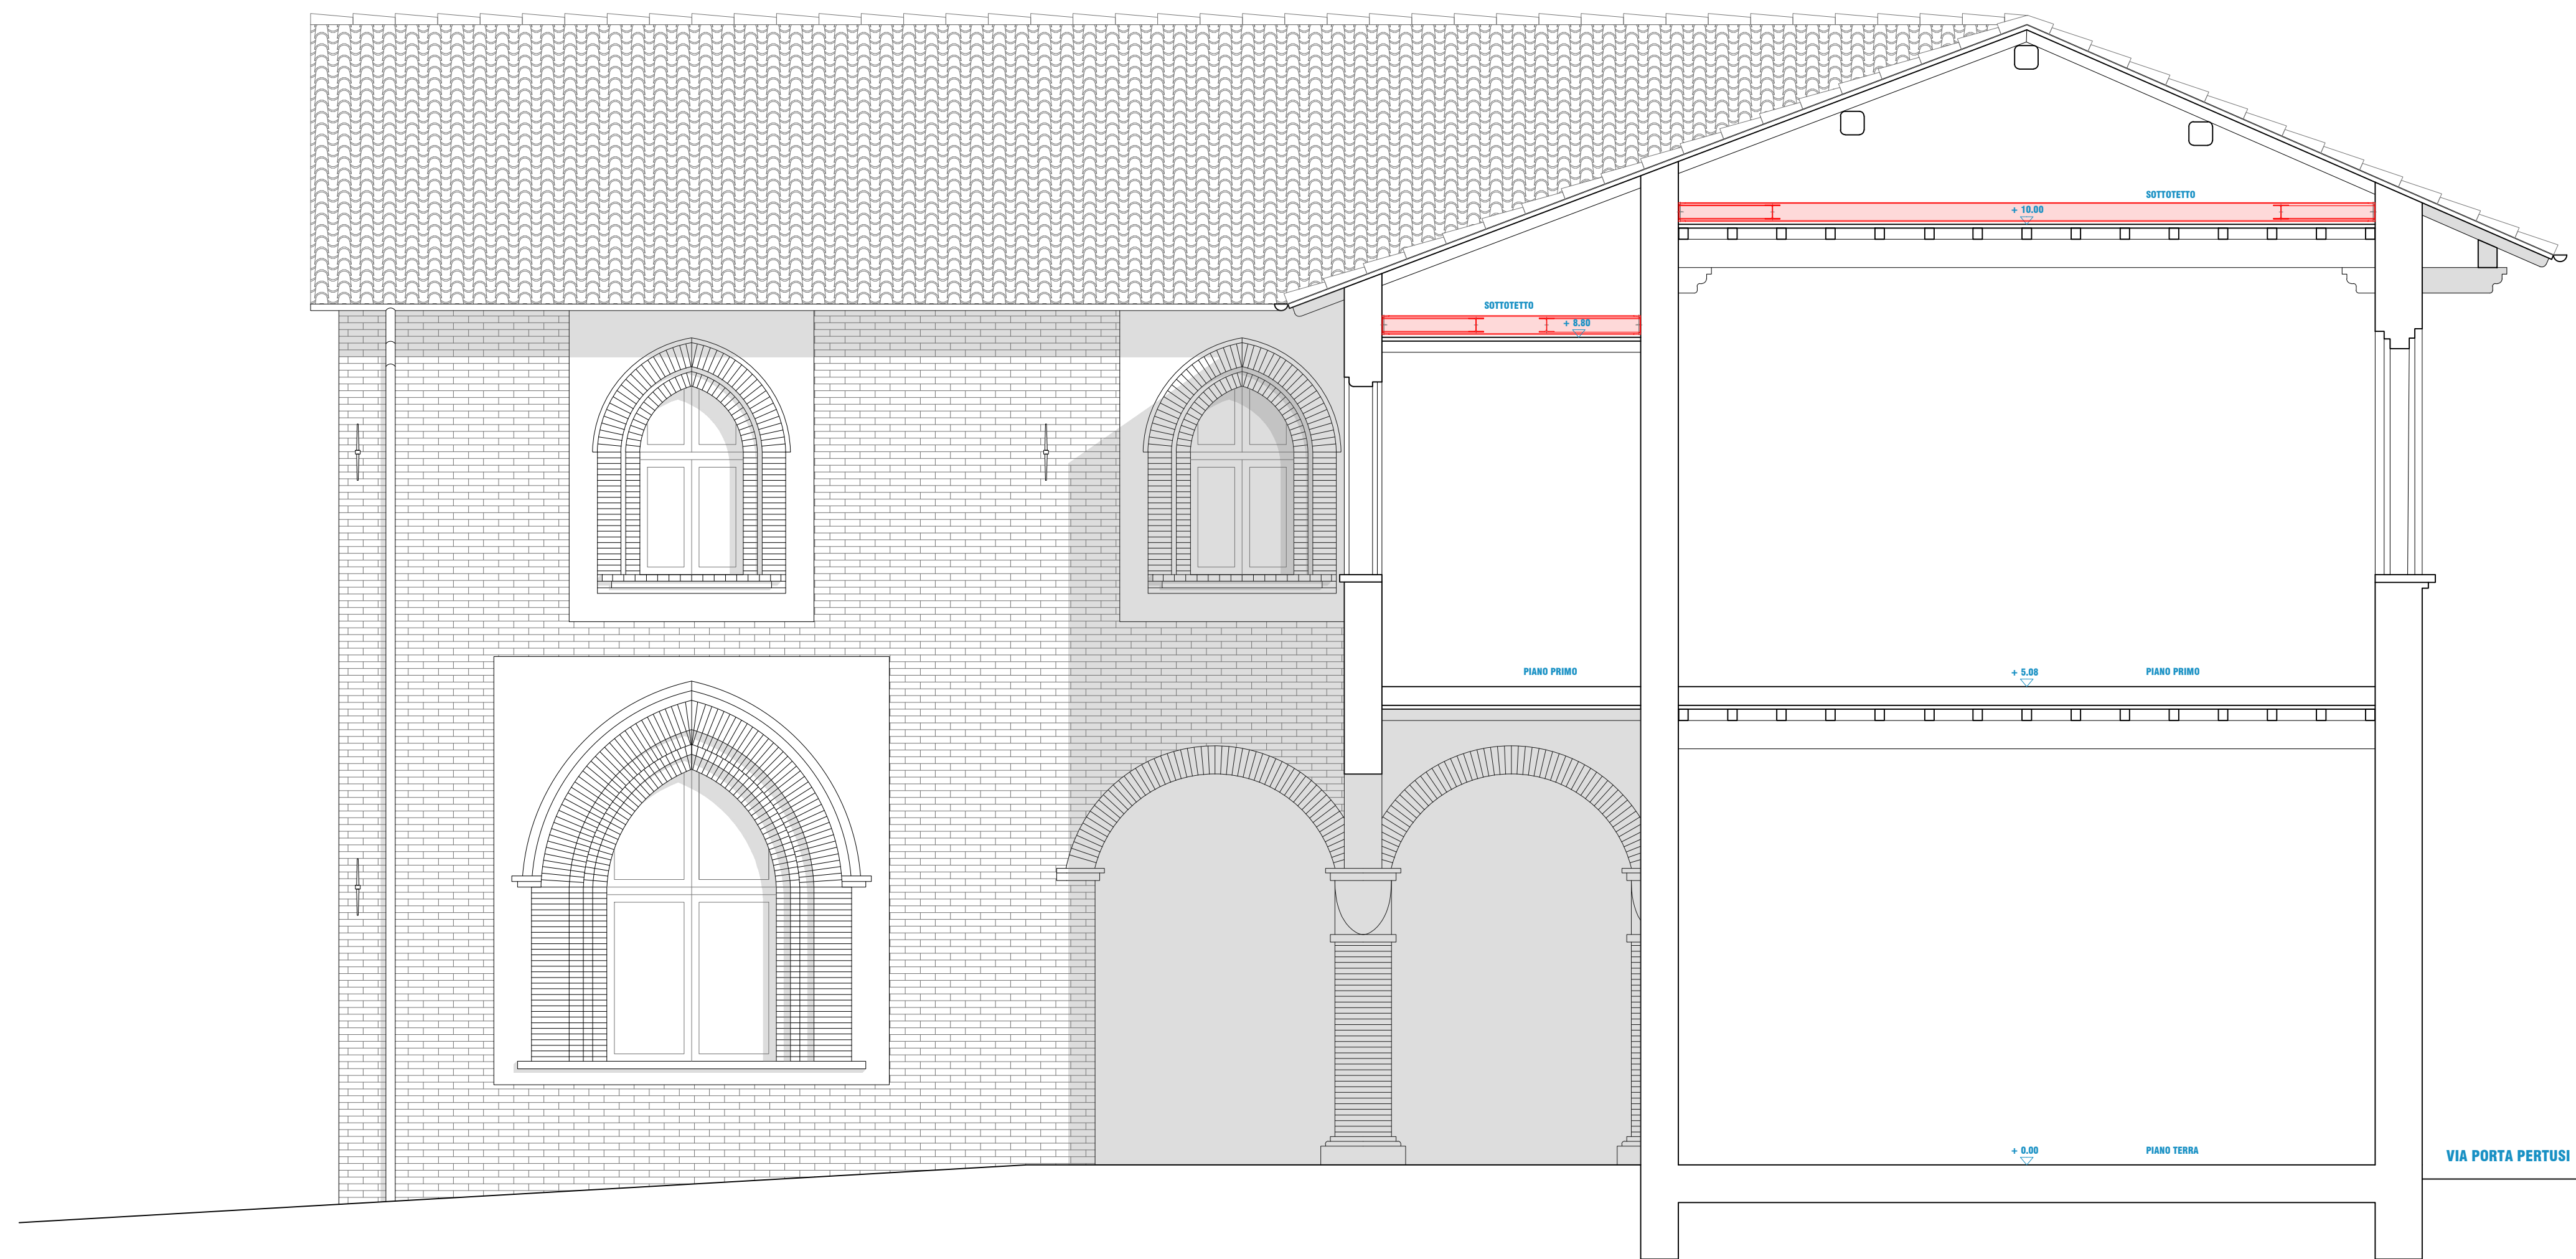 SOTTOTETTO
+ 10.00
SOTTOTETTO
+ 8.80
PIANO PRIMO
+ 5.08
PIANO PRIMO
+ 0.00
PIANO TERRA
VIA PORTA PERTUSI